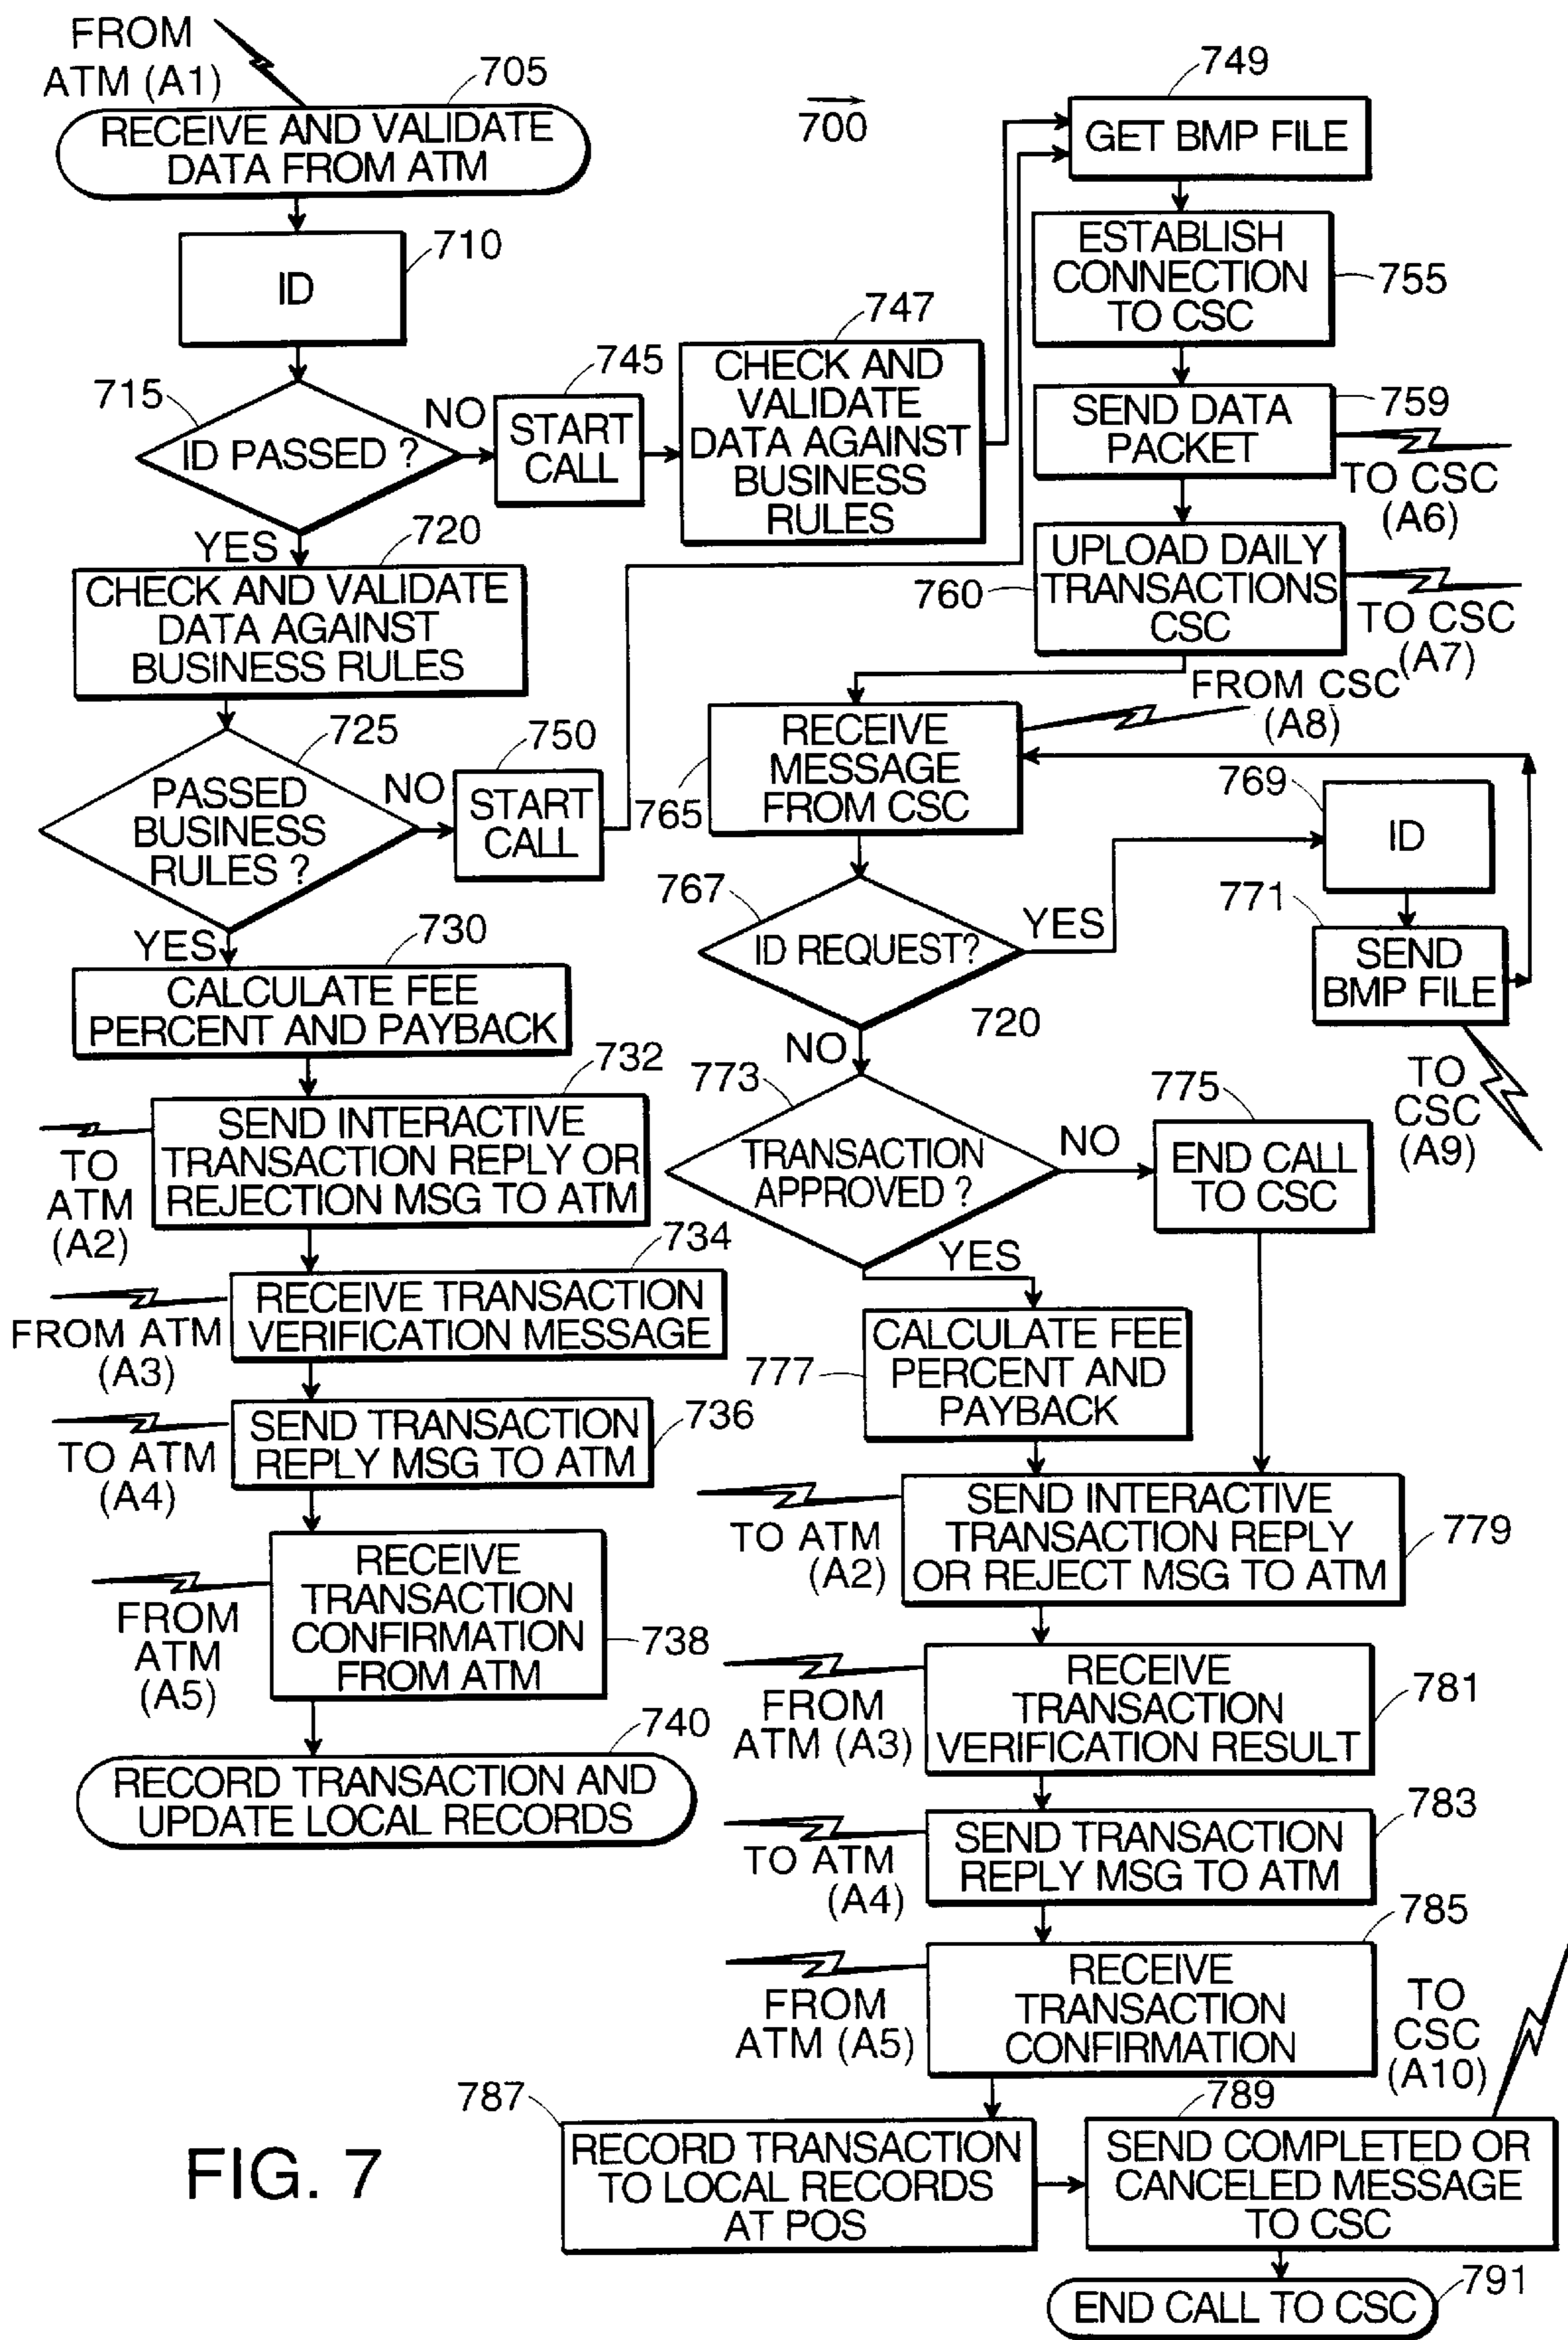 FROM
ATM (A1)
705
RECEIVE AND VALIDATE
DATA FROM ATM
710
ID
715
ID PASSED ?
NO
745
START
CALL
747
CHECK AND
VALIDATE
DATA AGAINST
BUSINESS
RULES
YES
720
CHECK AND VALIDATE
DATA AGAINST
BUSINESS RULES
725
PASSED
BUSINESS
RULES ?
NO
750
START
CALL
YES
730
CALCULATE FEE
PERCENT AND PAYBACK
732
SEND INTERACTIVE
TRANSACTION REPLY OR
REJECTION MSG TO ATM
TO
ATM
(A2)
734
RECEIVE TRANSACTION
VERIFICATION MESSAGE
FROM ATM
(A3)
SEND TRANSACTION
REPLY MSG TO ATM
736
TO ATM
(A4)
RECEIVE
TRANSACTION
CONFIRMATION
FROM ATM
738
FROM
ATM
(A5)
740
RECORD TRANSACTION AND
UPDATE LOCAL RECORDS
700
749
GET BMP FILE
ESTABLISH
CONNECTION
TO CSC
755
SEND DATA
PACKET
759
TO CSC
(A6)
UPLOAD DAILY
TRANSACTIONS
CSC
760
TO CSC
(A7)
FROM CSC
(A8)
RECEIVE
MESSAGE
FROM CSC
765
769
ID
767
ID REQUEST?
YES
771
SEND
BMP FILE
TO
CSC
(A9)
720
NO
773
TRANSACTION
APPROVED ?
NO
775
END CALL
TO CSC
YES
777
CALCULATE FEE
PERCENT AND
PAYBACK
SEND INTERACTIVE
TRANSACTION REPLY
OR REJECT MSG TO ATM
779
TO ATM
(A2)
RECEIVE
TRANSACTION
VERIFICATION RESULT
781
FROM
ATM (A3)
783
SEND TRANSACTION
REPLY MSG TO ATM
TO ATM
(A4)
785
RECEIVE
TRANSACTION
CONFIRMATION
FROM
ATM (A5)
TO
CSC
(A10)
787
RECORD TRANSACTION
TO LOCAL RECORDS
AT POS
789
SEND COMPLETED OR
CANCELED MESSAGE
TO CSC
791
END CALL TO CSC
FIG. 7